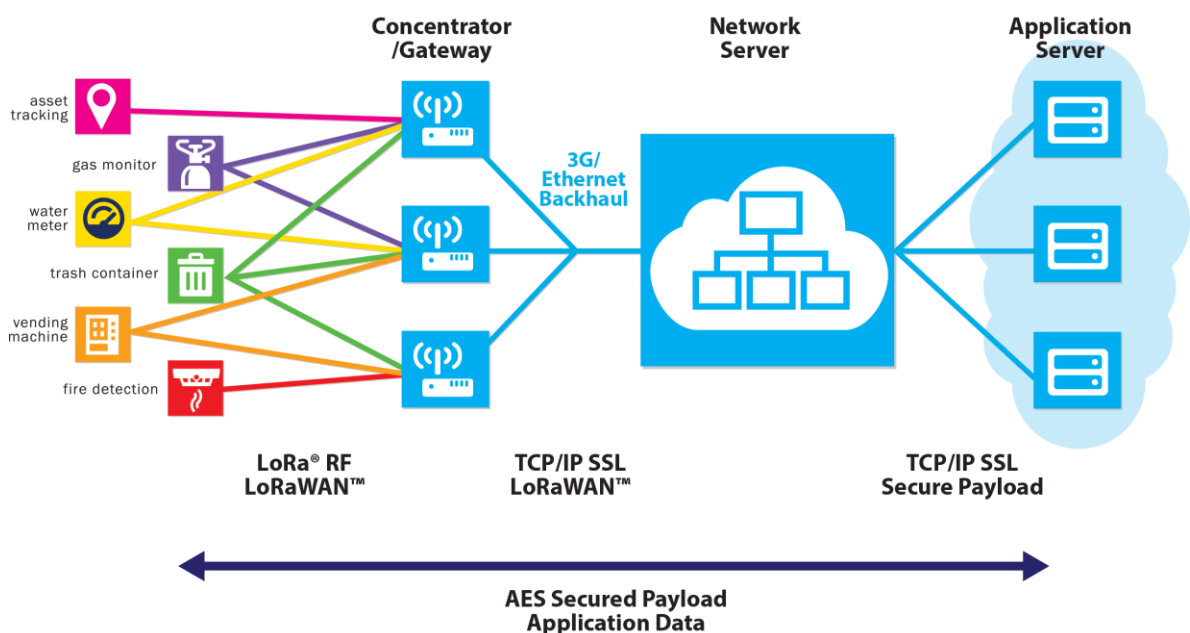 Concentrator
/Gateway
Network
Server
Application
Server
asset
tracking
gas monitor
water
meter
trash container
vending
machine
fire detection
3G/
Ethernet
Backhaul
LoRa® RF
LoRaWAN™
TCP/IP SSL
LoRaWAN™
TCP/IP SSL
Secure Payload
AES Secured Payload
Application Data